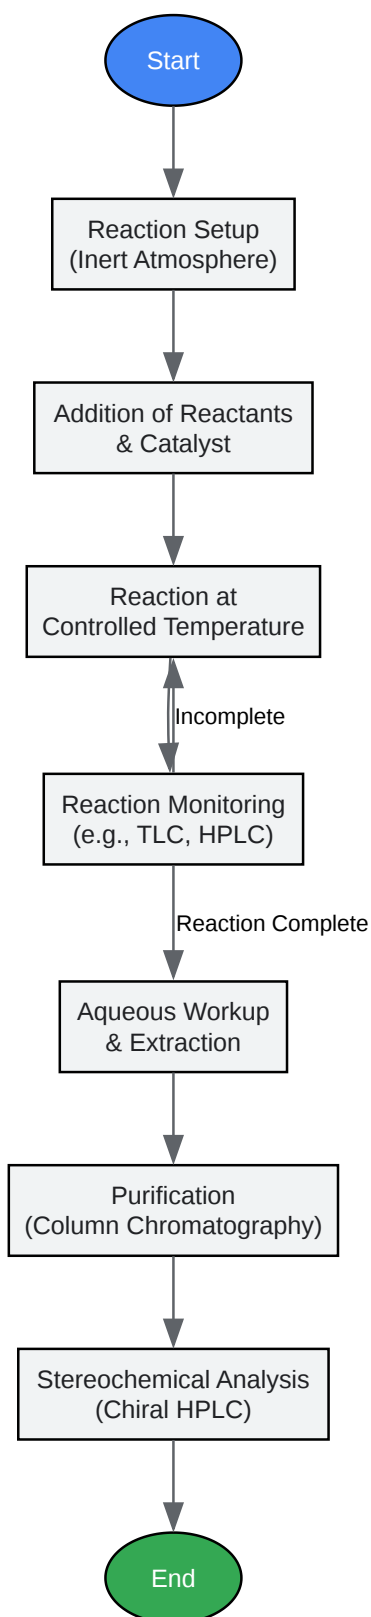 Start
Reaction Setup
(Inert Atmosphere)
Addition of Reactants
& Catalyst
Reaction at
Controlled Temperature
Incomplete
Reaction Monitoring
(e.g., TLC, HPLC)
Reaction Complete
Aqueous Workup
& Extraction
Purification
(Column Chromatography)
Stereochemical Analysis
(Chiral HPLC)
End